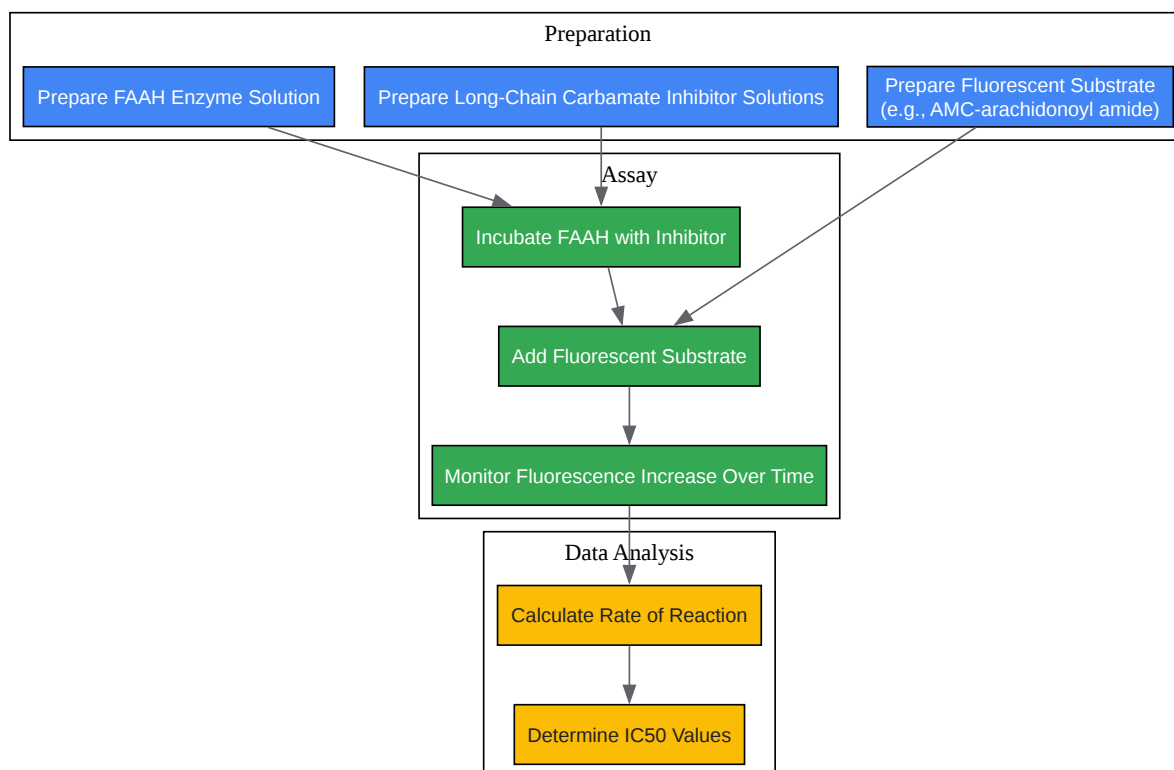 Preparation
Prepare FAAH Enzyme Solution
Prepare Long-Chain Carbamate Inhibitor Solutions
Prepare Fluorescent Substrate
(e.g., AMC-arachidonoyl amide)
Assay
Incubate FAAH with Inhibitor
Add Fluorescent Substrate
Monitor Fluorescence Increase Over Time
Data Analysis
Calculate Rate of Reaction
Determine IC50 Values